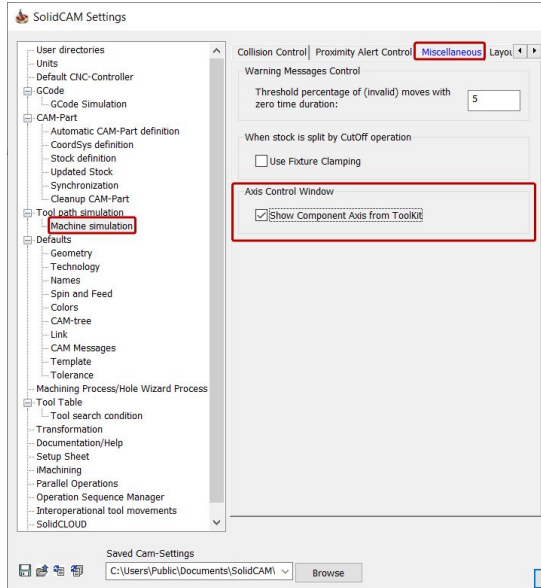 SolidCAM Settings
User directories
Units
Default CNC-Controller
GCode
GCode Simulation
CAM-Part
Automatic CAM-Part definition
CoordSys definition
Stock definition
Updated Stock
Synchronization
Cleanup CAM-Part
Tool path simulation
Machine simulation
Defaults
Geometry
Technology
Names
Spin and Feed
Colors
CAM-tree
Link
CAM Messages
Template
Tolerance
Machining Process/Hole Wizard Process
Tool Table
Tool search condition
Transformation
Documentation/Help
Setup Sheet
iMachining
Parallel Operations
Operation Sequence Manager
Interoperational tool movements
SolidCLOUD
Collision Control Proximity Alert Control Miscellaneous Layou
Warning Messages Control
Threshold percentage of (invalid) moves with
zero time duration:
5
When stock is split by CutOff operation
Use Fixture Clamping
Axis Control Window
Show Component Axis from ToolKit
Saved Cam-Settings
C:\Users\Public\Documents\SolidCAM\
Browse